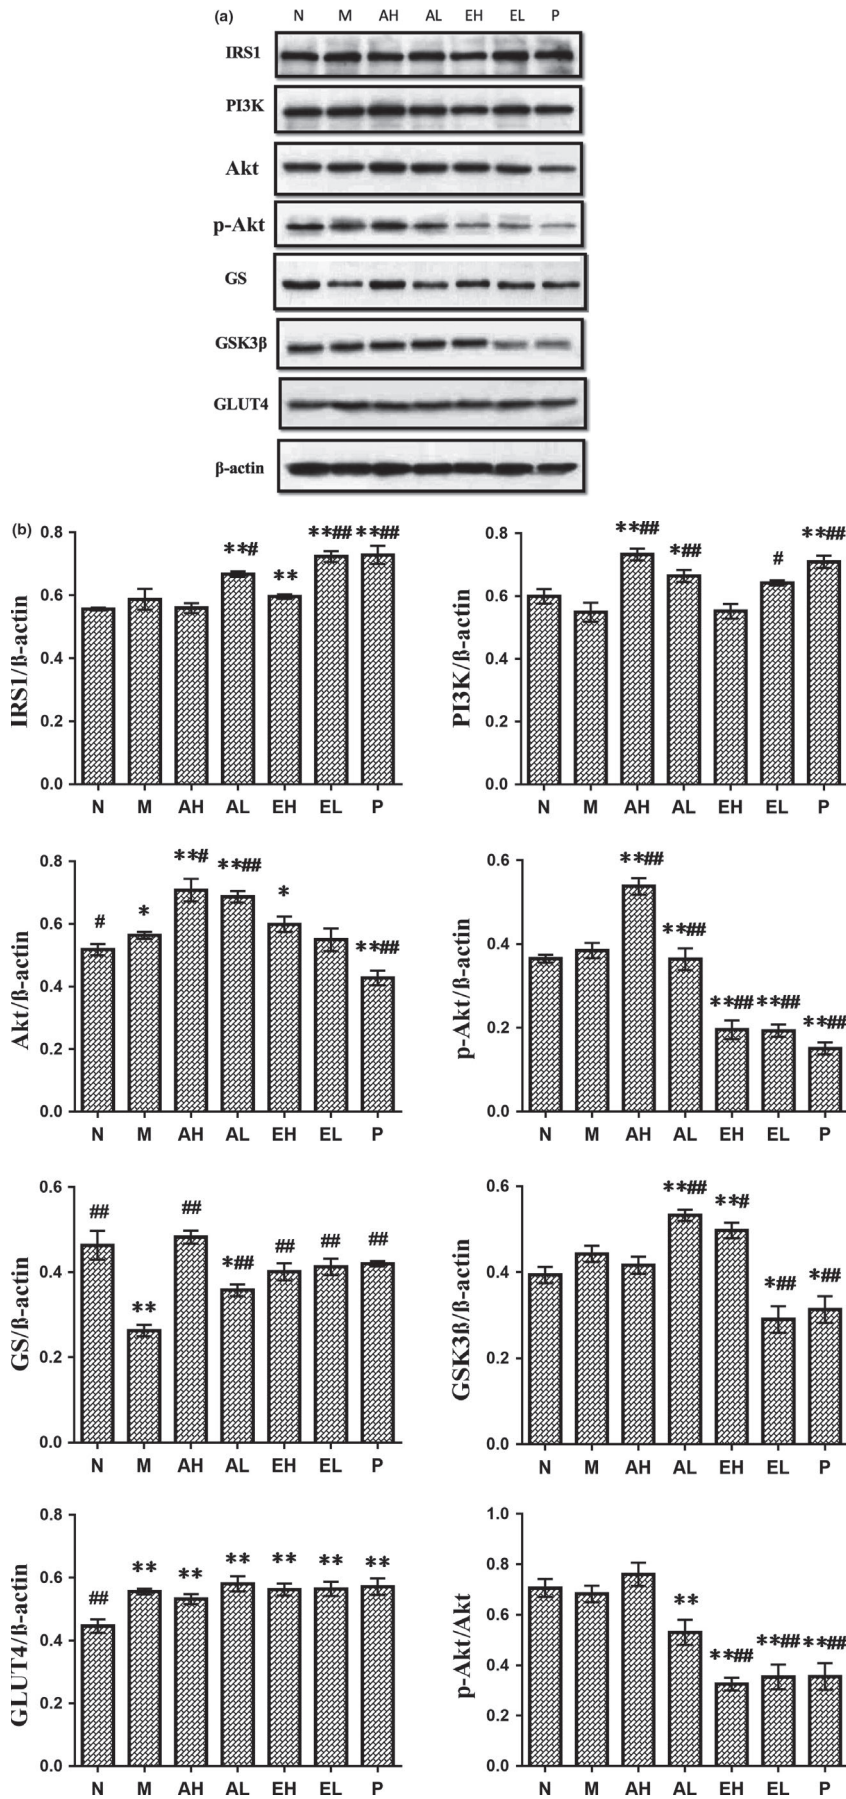 (a) N M AH AL EH EL P
IRS1
PI3K
Akt
p-Akt
GS
GSK3β
GLUT4
β-actin
(b)
IRS1/ß-actin
0.8
0.6
0.4
0.2
0.0
**# ** **## **##
N M AH AL EH EL P
PI3K/ß-actin
0.8
0.6
0.4
0.2
0.0
**## *## # **##
N M AH AL EH EL P
Akt/ß-actin
0.8
0.6
0.4
0.2
0.0
# * **# **## * **##
N M AH AL EH EL P
p-Akt/ß-actin
0.6
0.4
0.2
0.0
**## **## **## **## **##
N M AH AL EH EL P
GS/ß-actin
0.6
0.4
0.2
0.0
## ** ## *## ## ## ##
N M AH AL EH EL P
GSK3ß/ß-actin
0.6
0.4
0.2
0.0
**## **# *## *##
N M AH AL EH EL P
GLUT4/ß-actin
0.8
0.6
0.4
0.2
0.0
## ** ** ** ** ** **
N M AH AL EH EL P
p-Akt/Akt
1.0
0.8
0.6
0.4
0.2
0.0
** **## **## **##
N M AH AL EH EL P